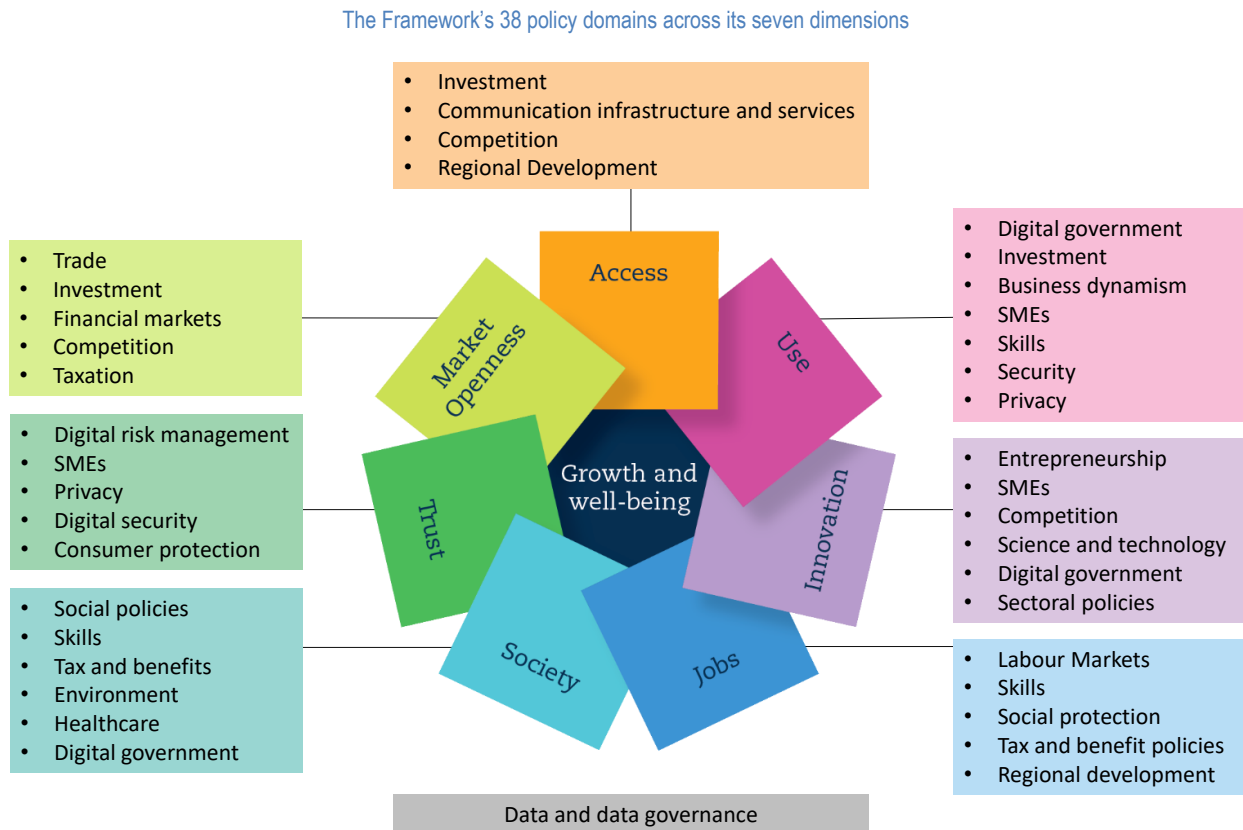 The Framework's 38 policy domains across its seven dimensions
• Investment
• Communication infrastructure and services
• Competition
• Regional Development
• Trade
• Investment
• Financial markets
• Competition
• Taxation
• Digital risk management
• SMEs
• Privacy
• Digital security
• Consumer protection
• Social policies
• Skills
• Tax and benefits
• Environment
• Healthcare
• Digital government
Access
Market
Openness
Use
Growth and
well-being
Trust
Innovation
Society
Jobs
• Digital government
• Investment
• Business dynamism
• SMEs
• Skills
• Security
• Privacy
• Entrepreneurship
• SMEs
• Competition
• Science and technology
• Digital government
• Sectoral policies
• Labour Markets
• Skills
• Social protection
• Tax and benefit policies
• Regional development
Data and data governance